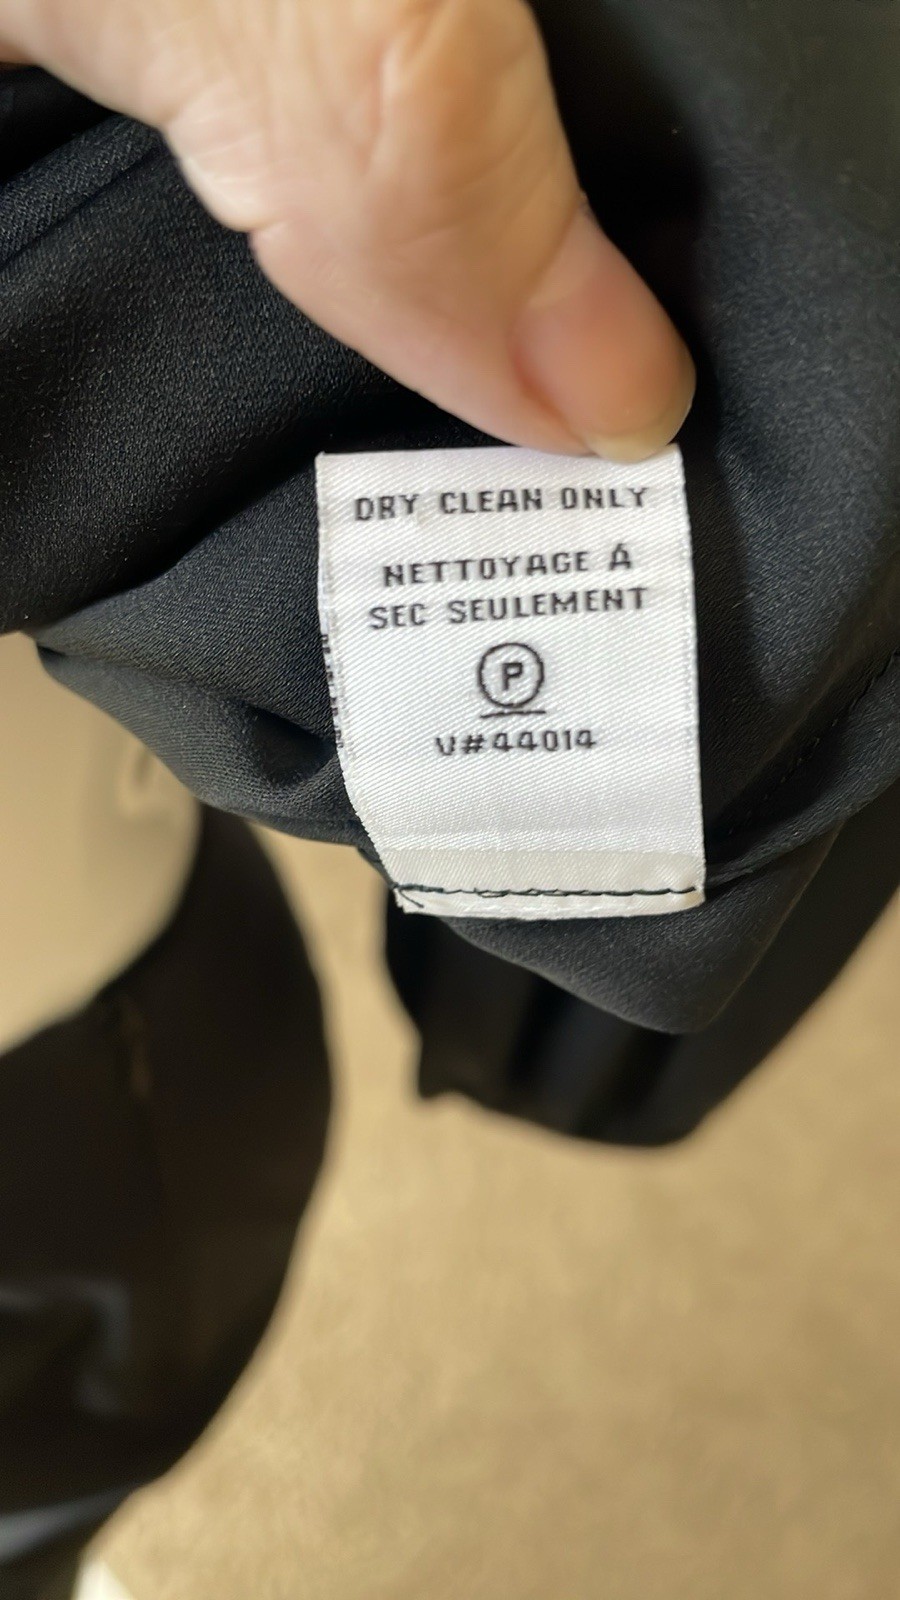 DRY CLEAN ONLY
NETTOYAGE À
SEC SEULEMENT
P
V#44014